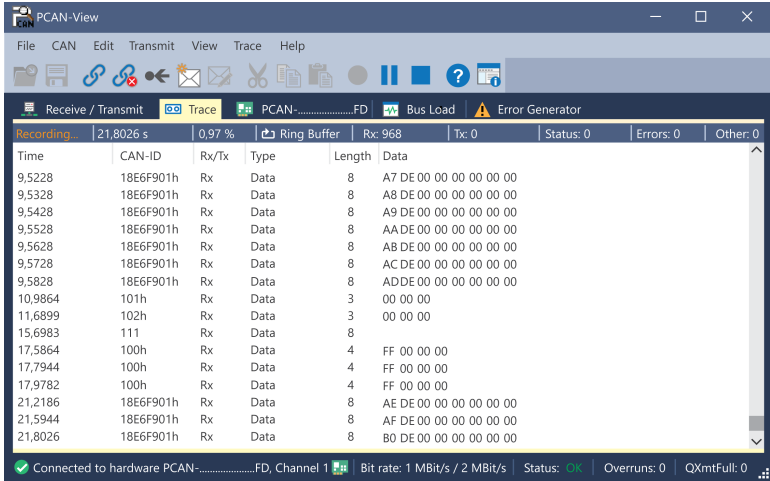 PCAN-View
File CAN Edit Transmit View Trace Help
Receive / Transmit Trace PCAN-.....................FD Bus Load Error Generator
Recording... 21,8026 s 0,97 % Ring Buffer Rx: 968 Tx: 0 Status: 0 Errors: 0 Other: 0
Time CAN-ID Rx/Tx Type Length Data
9,5228 18E6F901h Rx Data 8 A7 DE 00 00 00 00 00 00
9,5328 18E6F901h Rx Data 8 A8 DE 00 00 00 00 00 00
9,5428 18E6F901h Rx Data 8 A9 DE 00 00 00 00 00 00
9,5528 18E6F901h Rx Data 8 AA DE 00 00 00 00 00 00
9,5628 18E6F901h Rx Data 8 AB DE 00 00 00 00 00 00
9,5728 18E6F901h Rx Data 8 AC DE 00 00 00 00 00 00
9,5828 18E6F901h Rx Data 8 AD DE 00 00 00 00 00 00
10,9864 101h Rx Data 3 00 00 00
11,6899 102h Rx Data 3 00 00 00
15,6983 111 Rx Data 8
17,5864 100h Rx Data 4 FF 00 00 00
17,7944 100h Rx Data 4 FF 00 00 00
17,9782 100h Rx Data 4 FF 00 00 00
21,2186 18E6F901h Rx Data 8 AE DE 00 00 00 00 00 00
21,5944 18E6F901h Rx Data 8 AF DE 00 00 00 00 00 00
21,8026 18E6F901h Rx Data 8 B0 DE 00 00 00 00 00 00
Connected to hardware PCAN-.....................FD, Channel 1 Bit rate: 1 MBit/s / 2 MBit/s Status: OK Overruns: 0 QXmtFull: 0